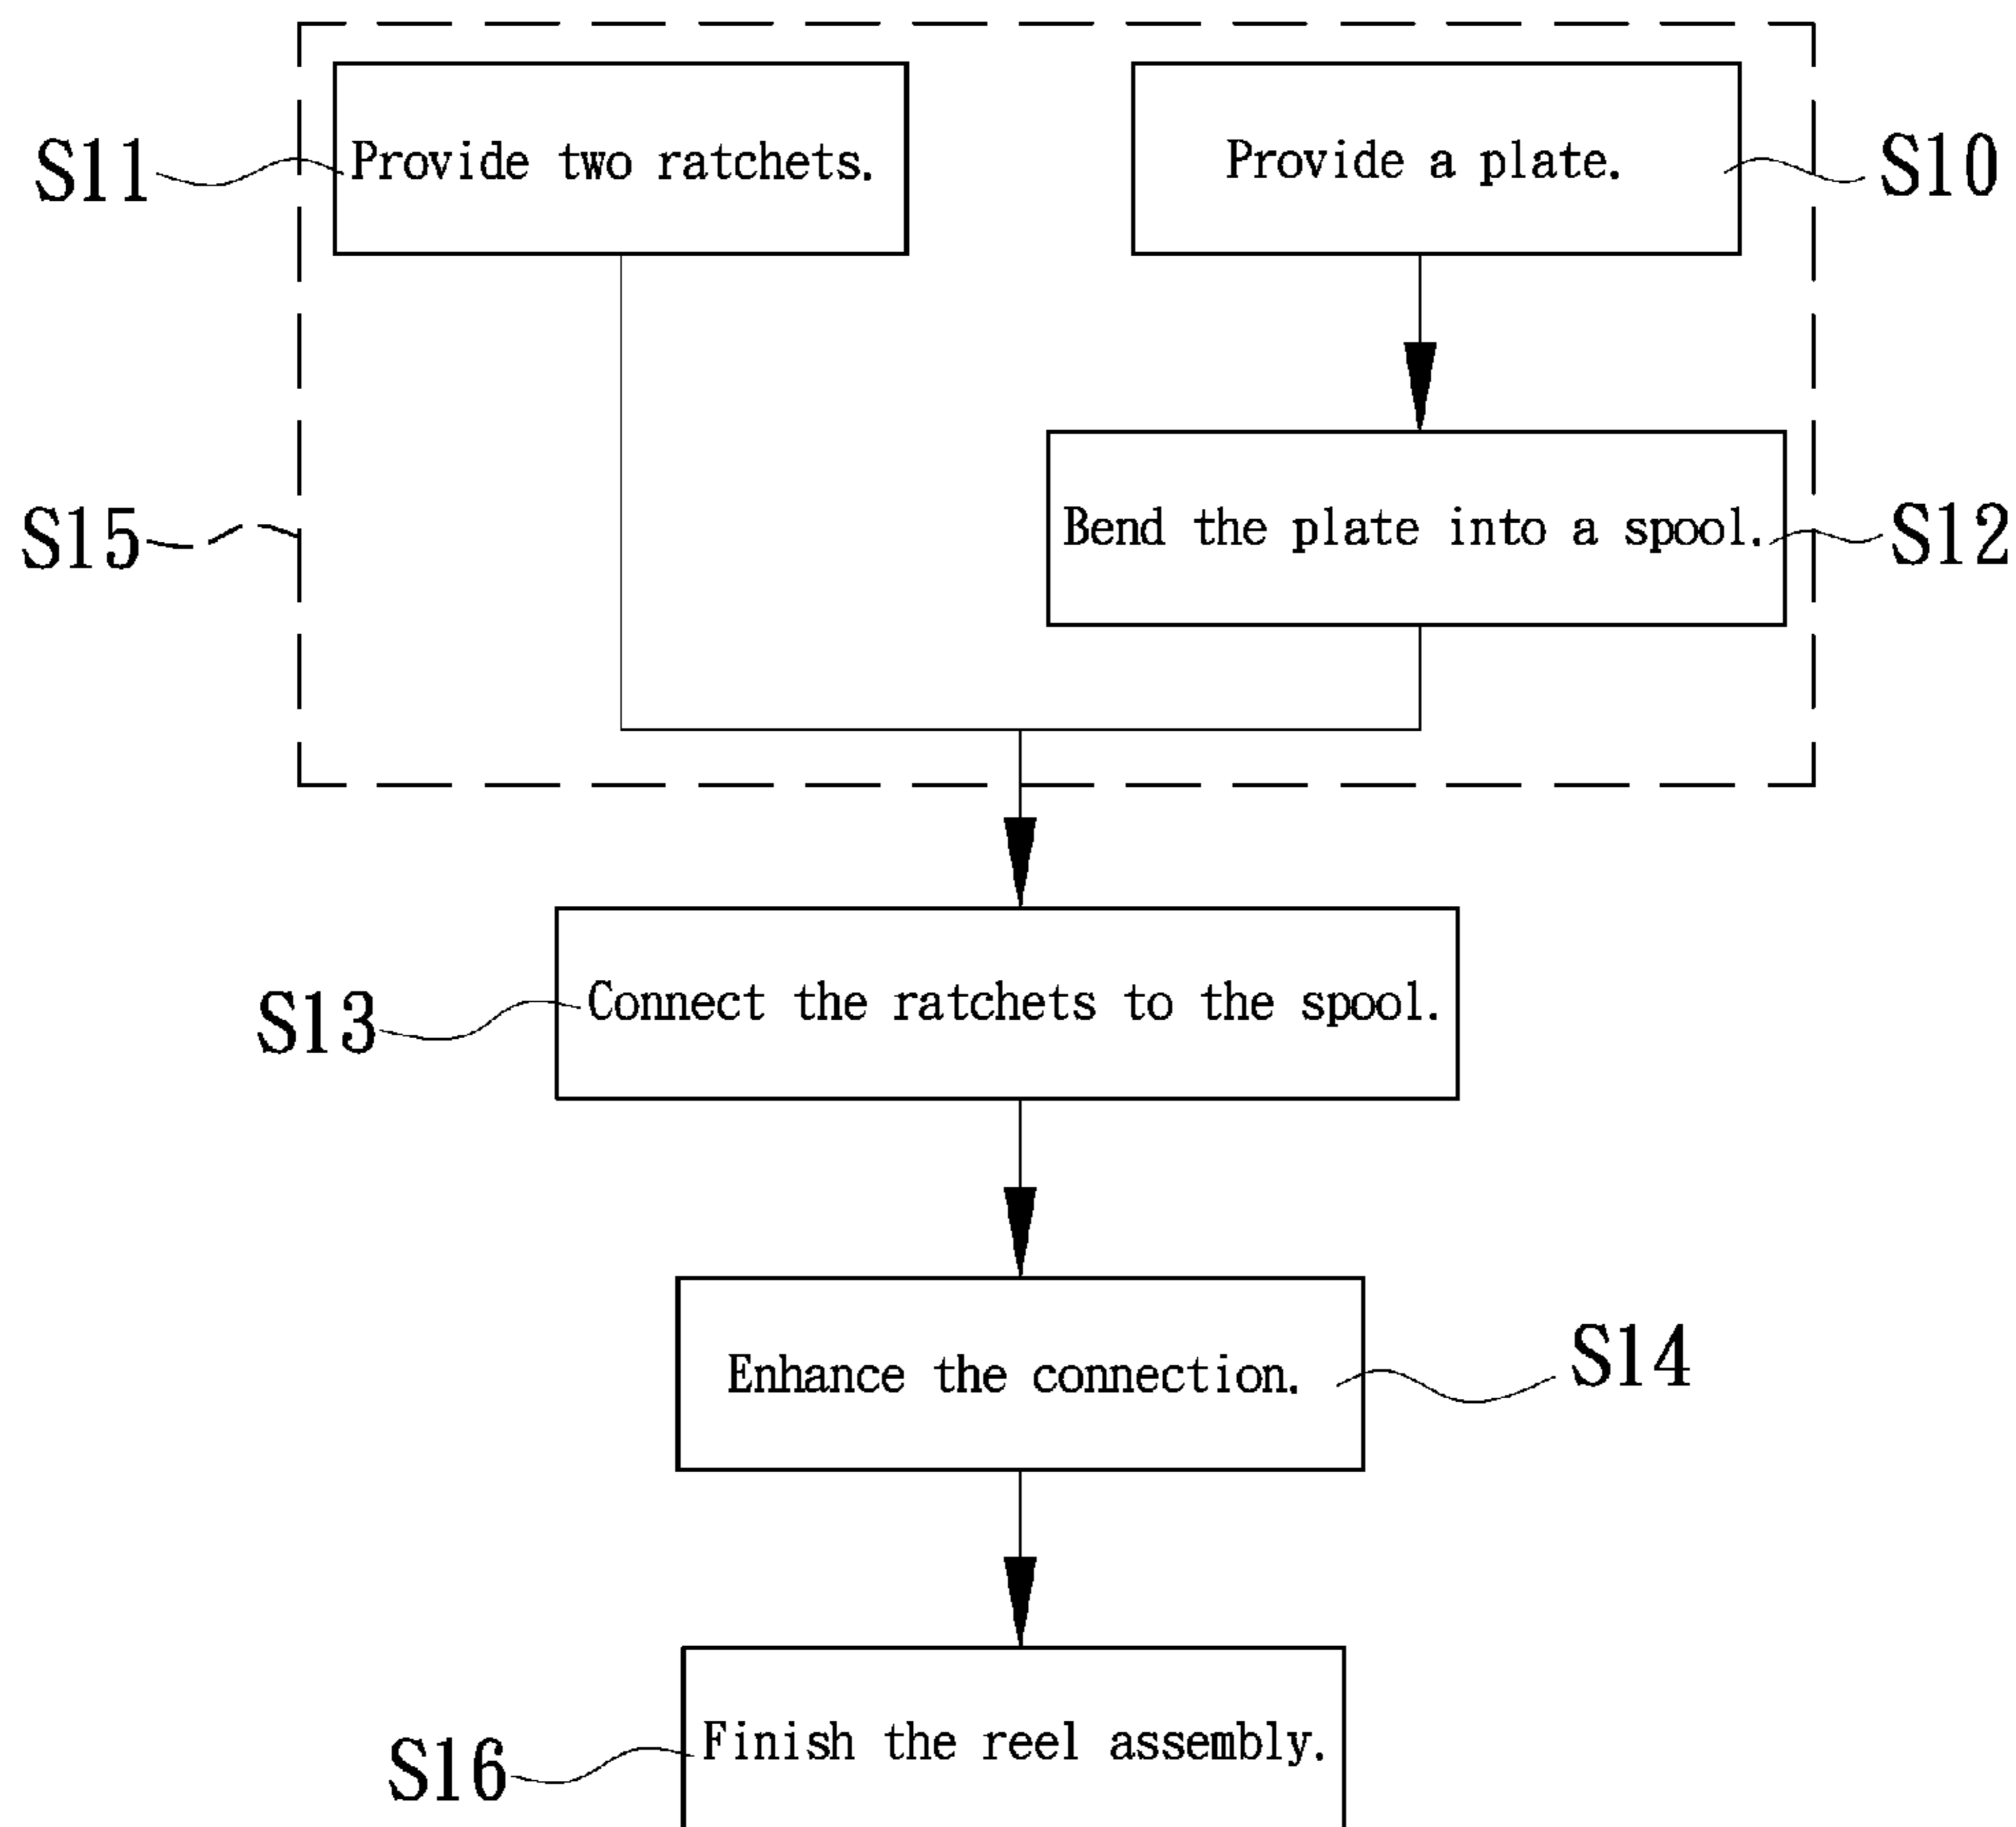 S11
Provide two ratchets.
Provide a plate.
S10
S15
Bend the plate into a spool.
S12
S13
Connect the ratchets to the spool.
Enhance the connection.
S14
S16
Finish the reel assembly.